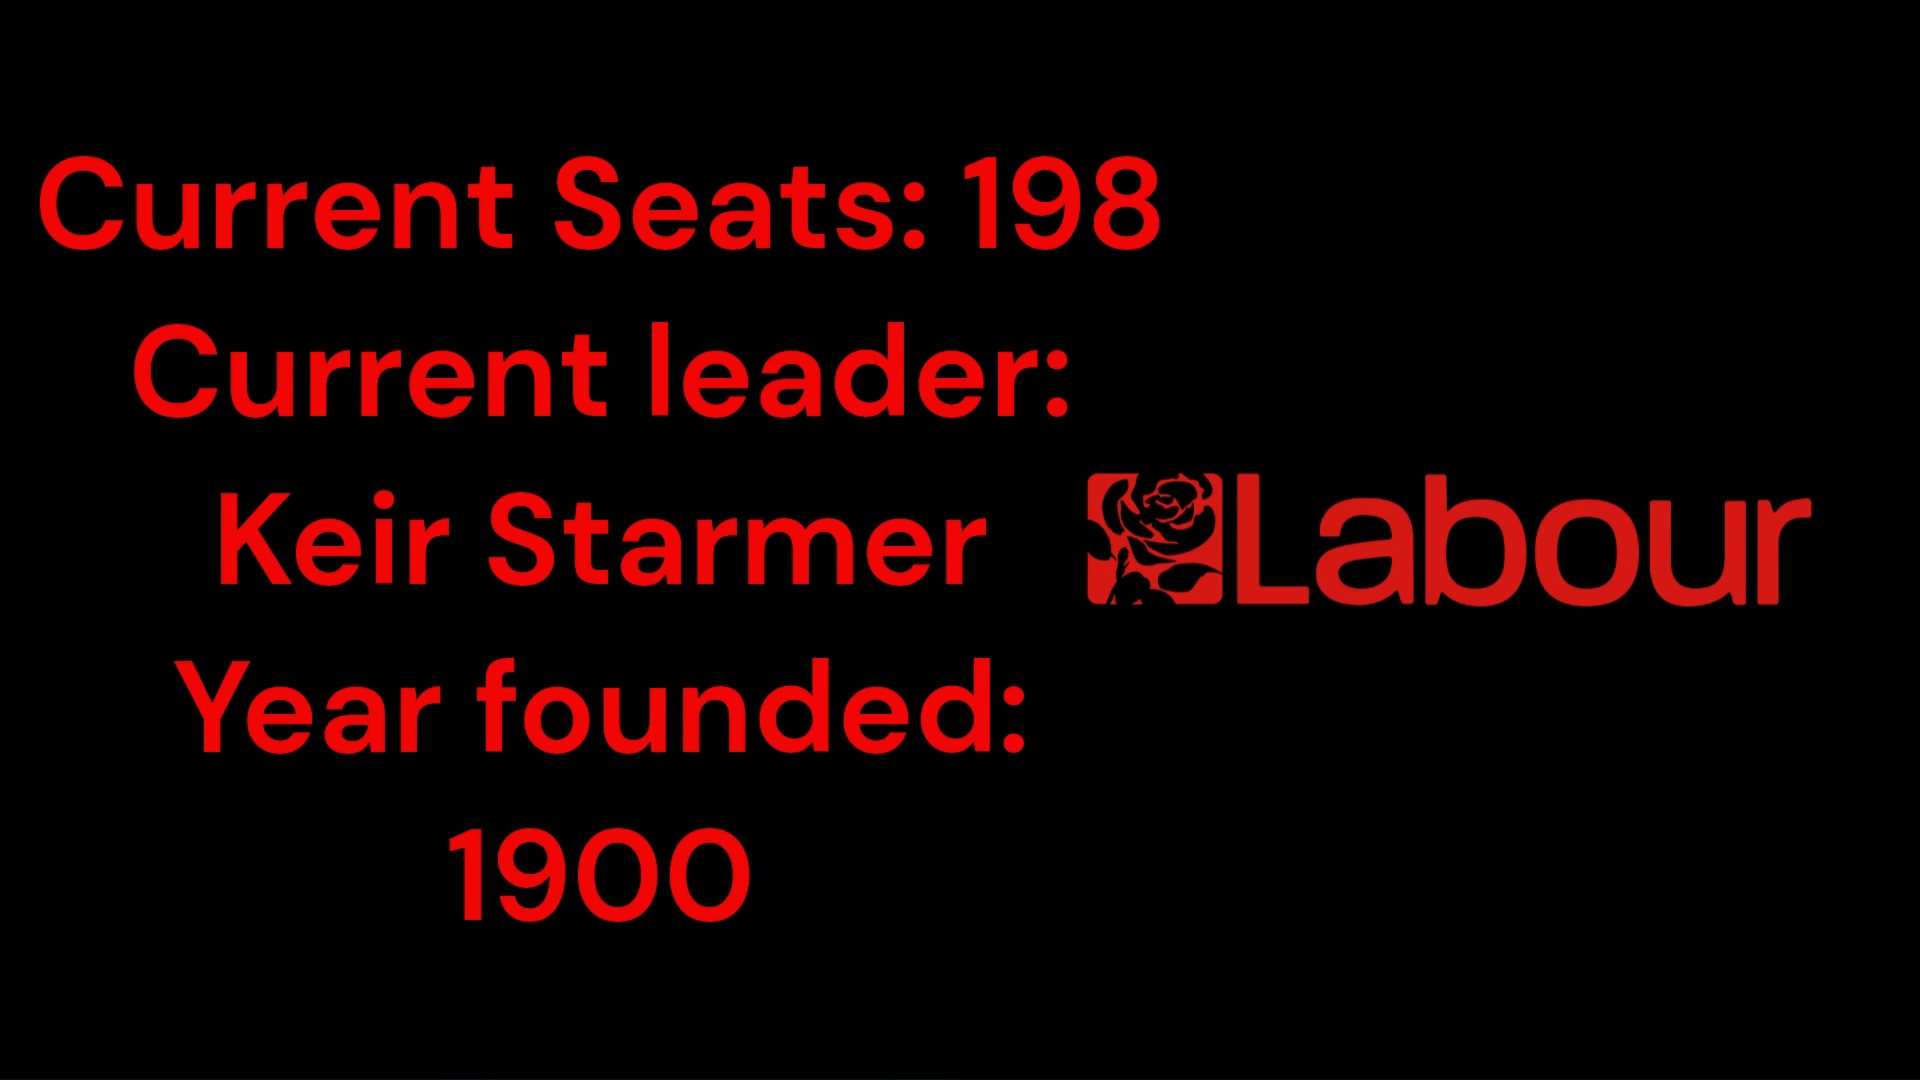 Current Seats: 198
Current leader:
Keir Starmer
Labour
Year founded:
1900